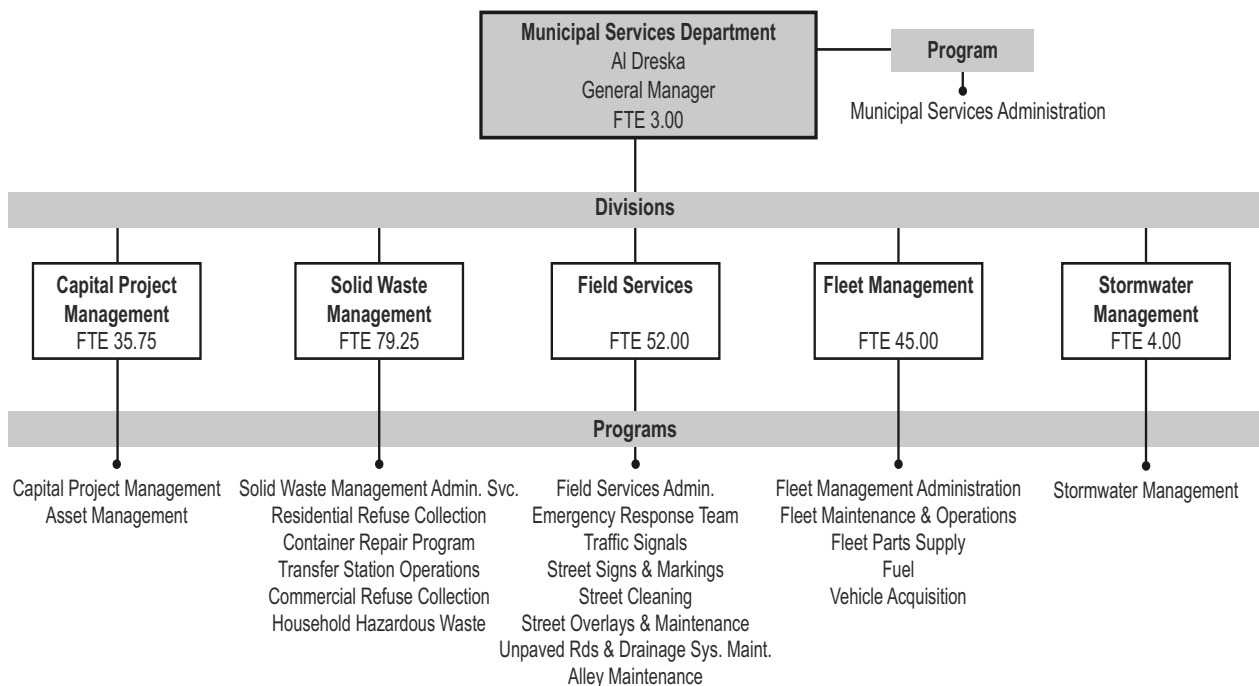 Municipal Services Department
Al Dreska
General Manager
FTE 3.00
Program
Municipal Services Administration
Divisions
Capital Project
Management
FTE 35.75
Solid Waste
Management
FTE 79.25
Field Services
FTE 52.00
Fleet Management
FTE 45.00
Stormwater
Management
FTE 4.00
Programs
Capital Project Management
Asset Management
Solid Waste Management Admin. Svc.
Residential Refuse Collection
Container Repair Program
Transfer Station Operations
Commercial Refuse Collection
Household Hazardous Waste
Field Services Admin.
Emergency Response Team
Traffic Signals
Street Signs & Markings
Street Cleaning
Street Overlays & Maintenance
Unpaved Rds & Drainage Sys. Maint.
Alley Maintenance
Fleet Management Administration
Fleet Maintenance & Operations
Fleet Parts Supply
Fuel
Vehicle Acquisition
Stormwater Management